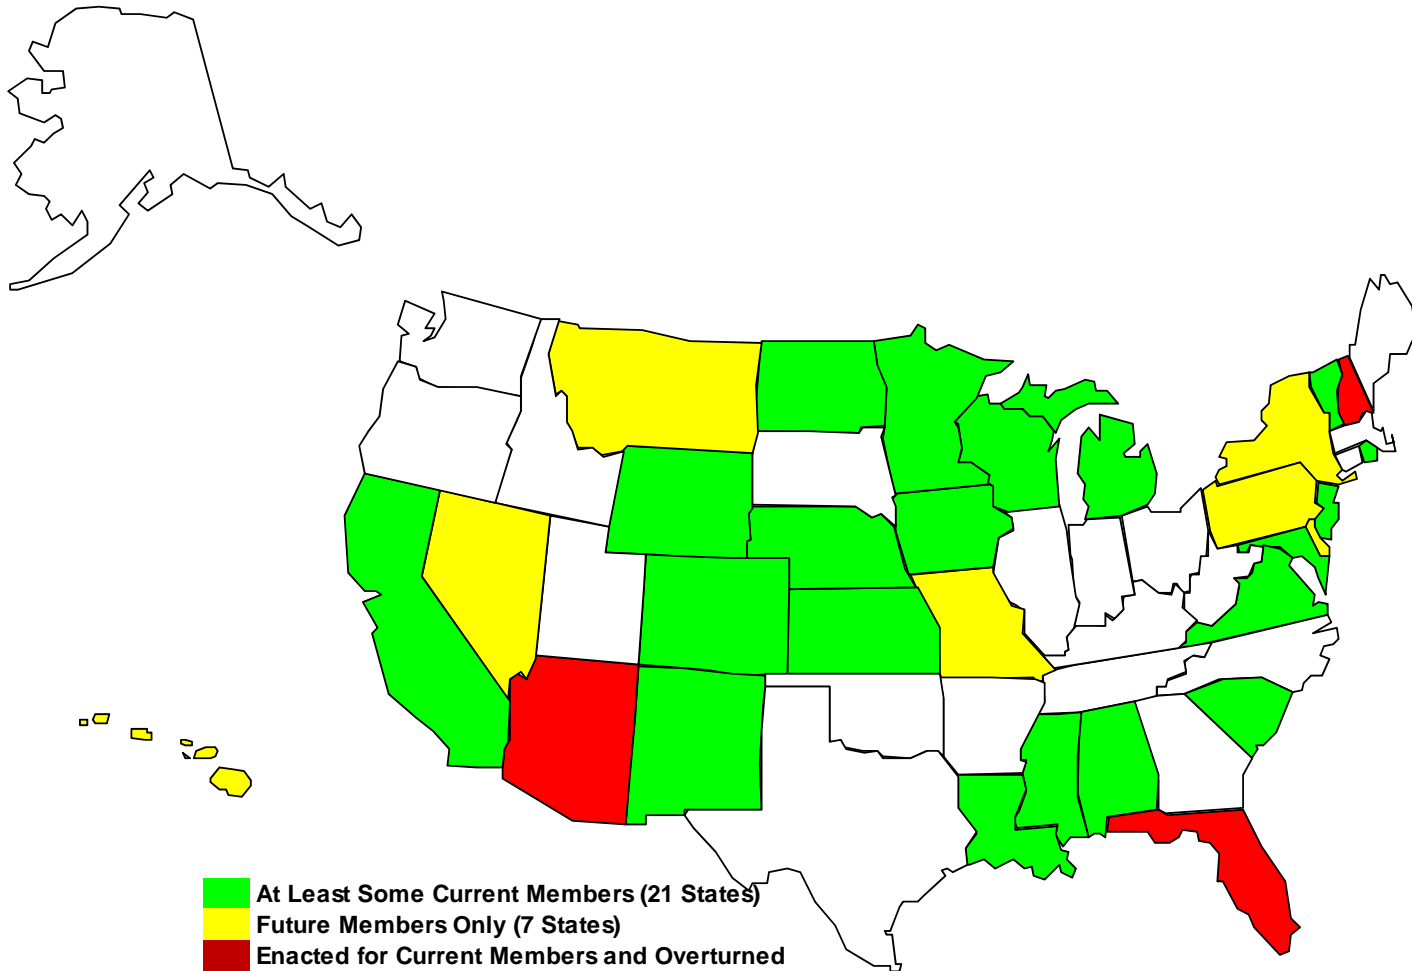 At Least Some Current Members (21 States)
Future Members Only (7 States)
Enacted for Current Members and Overturned